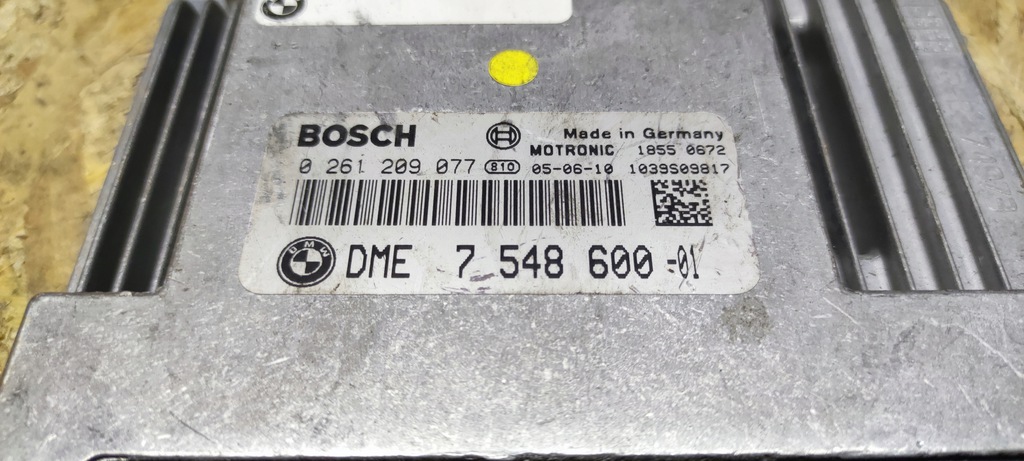 BOSCH Made in Germany
MOTRONIC 1855 0672
0 261 209 077 810 05-06-10 1039S09817
BMW DME 7 548 600 -01